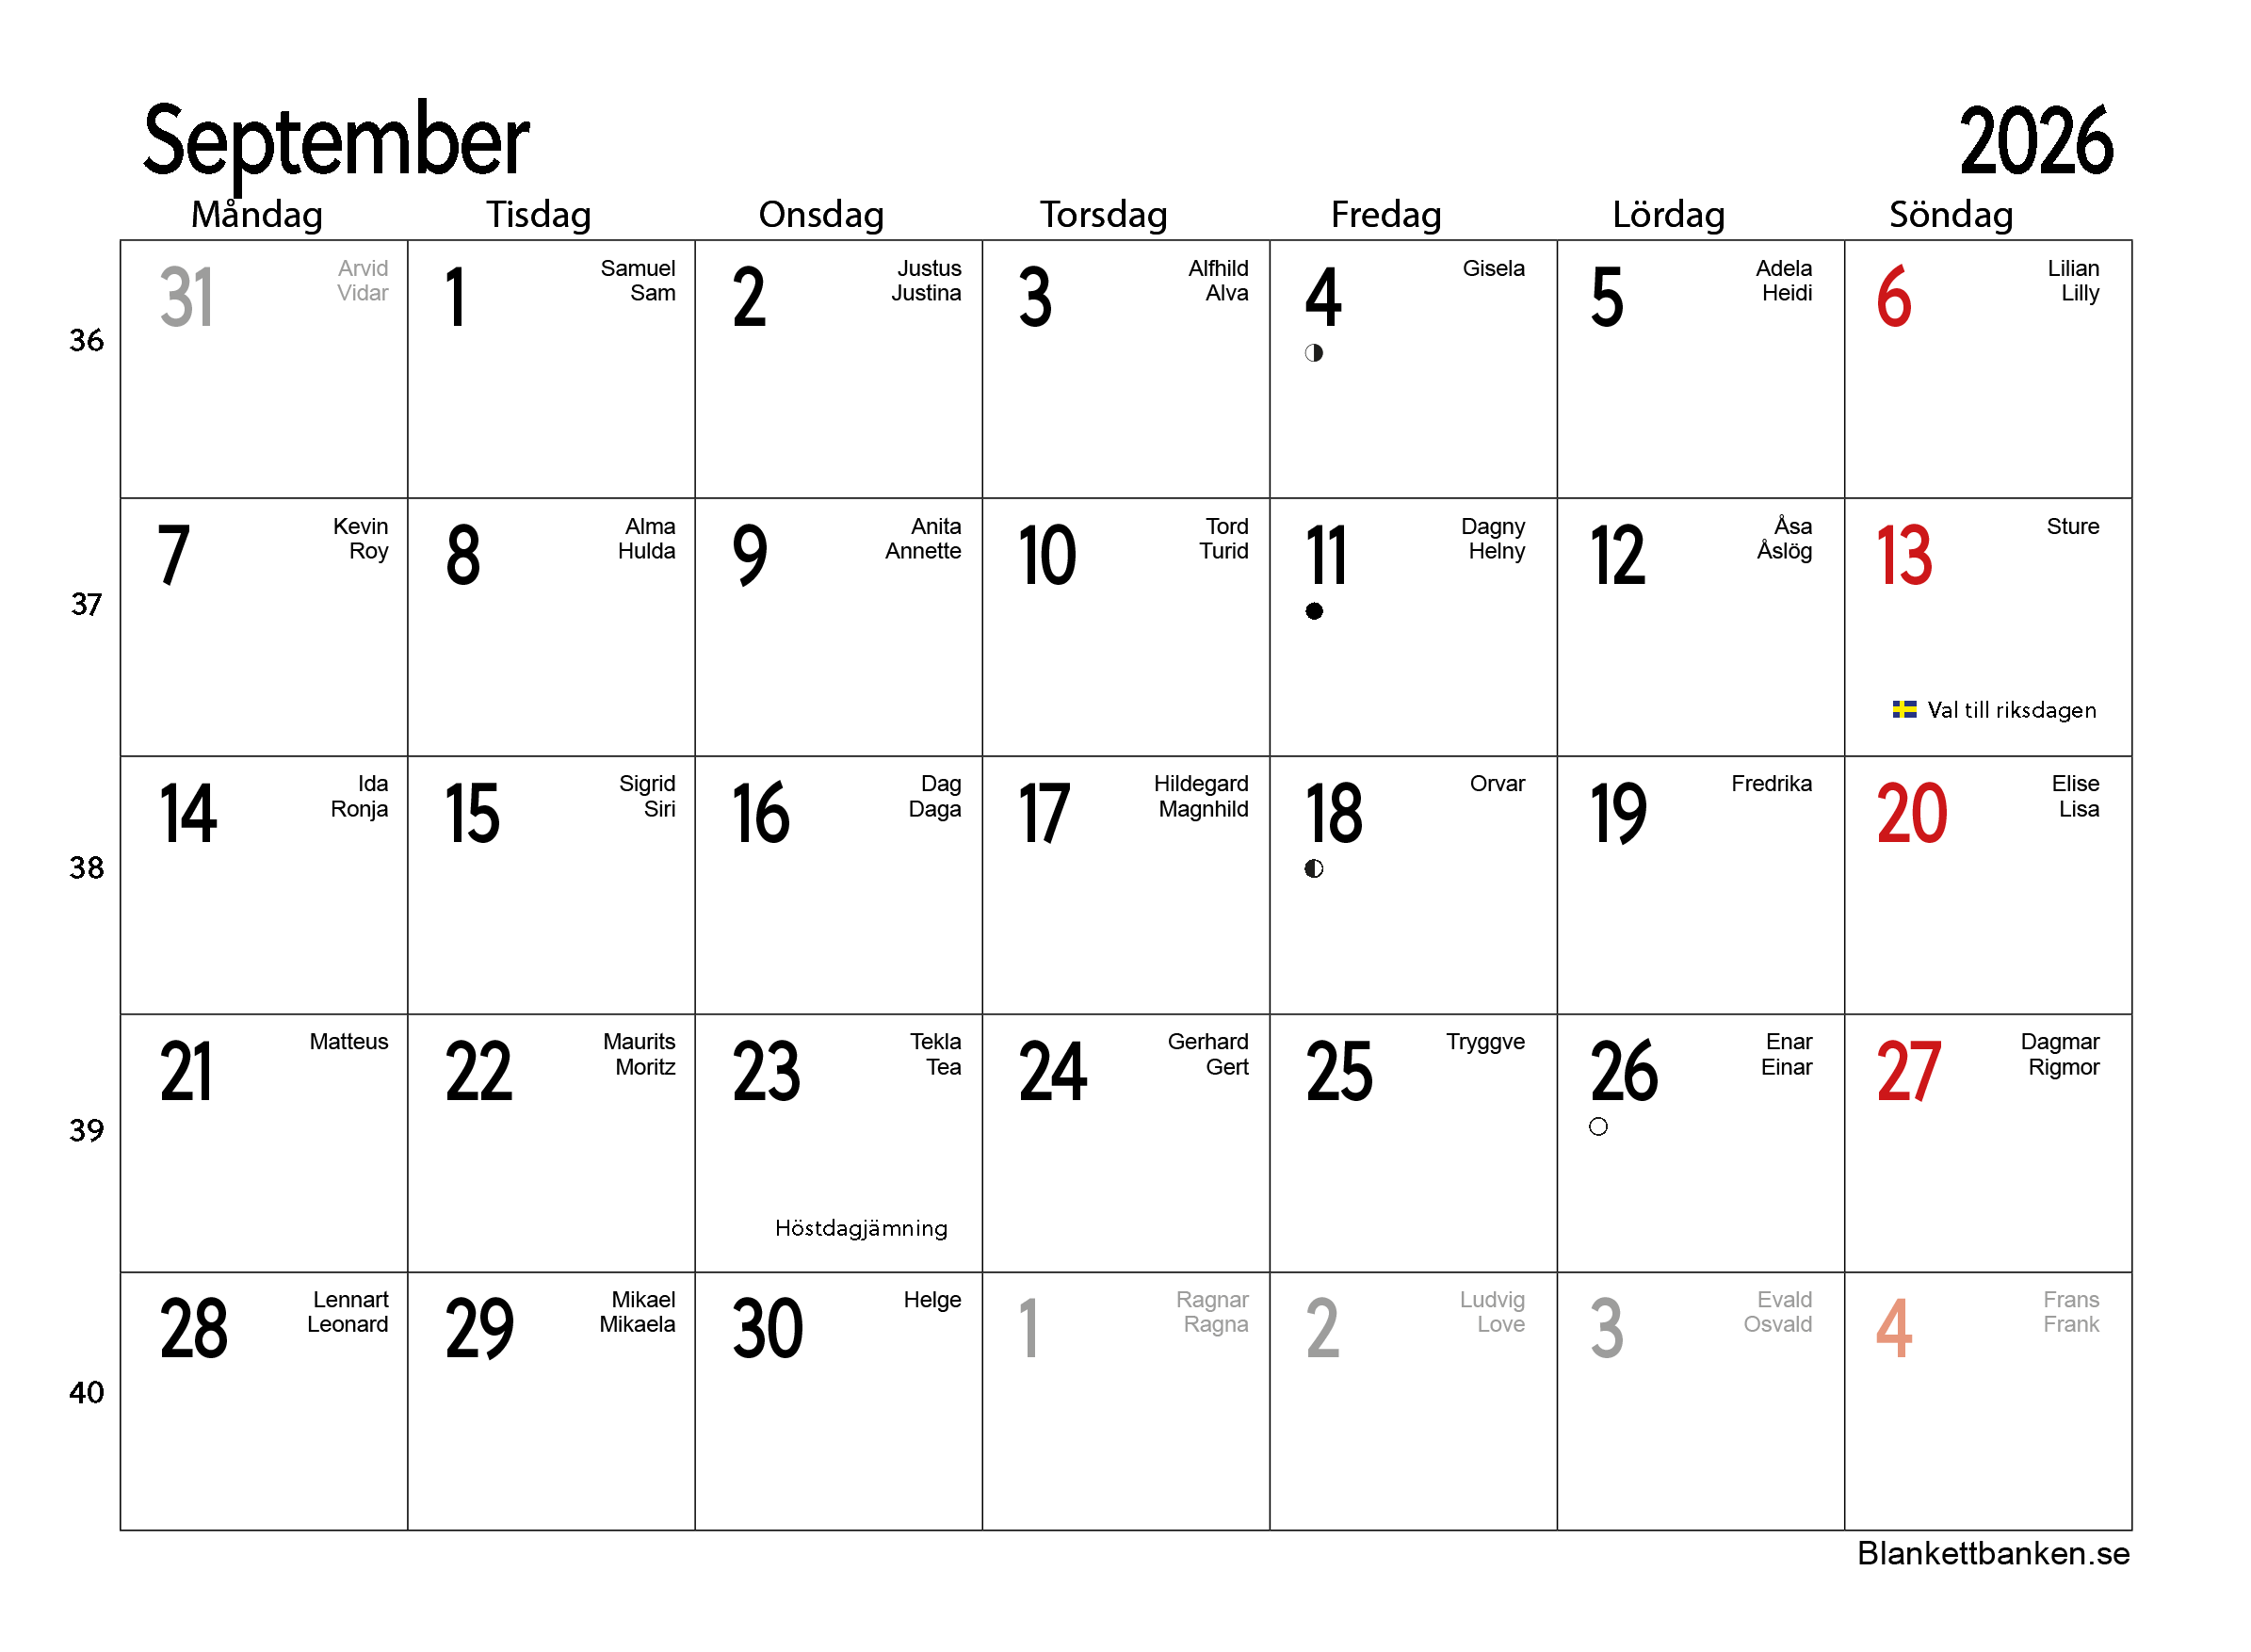 September 2026
Måndag Tisdag Onsdag Torsdag Fredag Lördag Söndag
36
31 Arvid
Vidar
1 Samuel
Sam
2 Justus
Justina
3 Alfhild
Alva
4 Gisela
5 Adela
Heidi
6 Lilian
Lilly
37
7 Kevin
Roy
8 Alma
Hulda
9 Anita
Annette
10 Tord
Turid
11 Dagny
Helny
12 Åsa
Åslög
13 Sture
Val till riksdagen
38
14 Ida
Ronja
15 Sigrid
Siri
16 Dag
Daga
17 Hildegard
Magnhild
18 Orvar
19 Fredrika
20 Elise
Lisa
39
21 Matteus
22 Maurits
Moritz
23 Tekla
Tea
Höstdagjämning
24 Gerhard
Gert
25 Tryggve
26 Enar
Einar
27 Dagmar
Rigmor
40
28 Lennart
Leonard
29 Mikael
Mikaela
30 Helge
1 Ragnar
Ragna
2 Ludvig
Love
3 Evald
Osvald
4 Frans
Frank
Blankettbanken.se